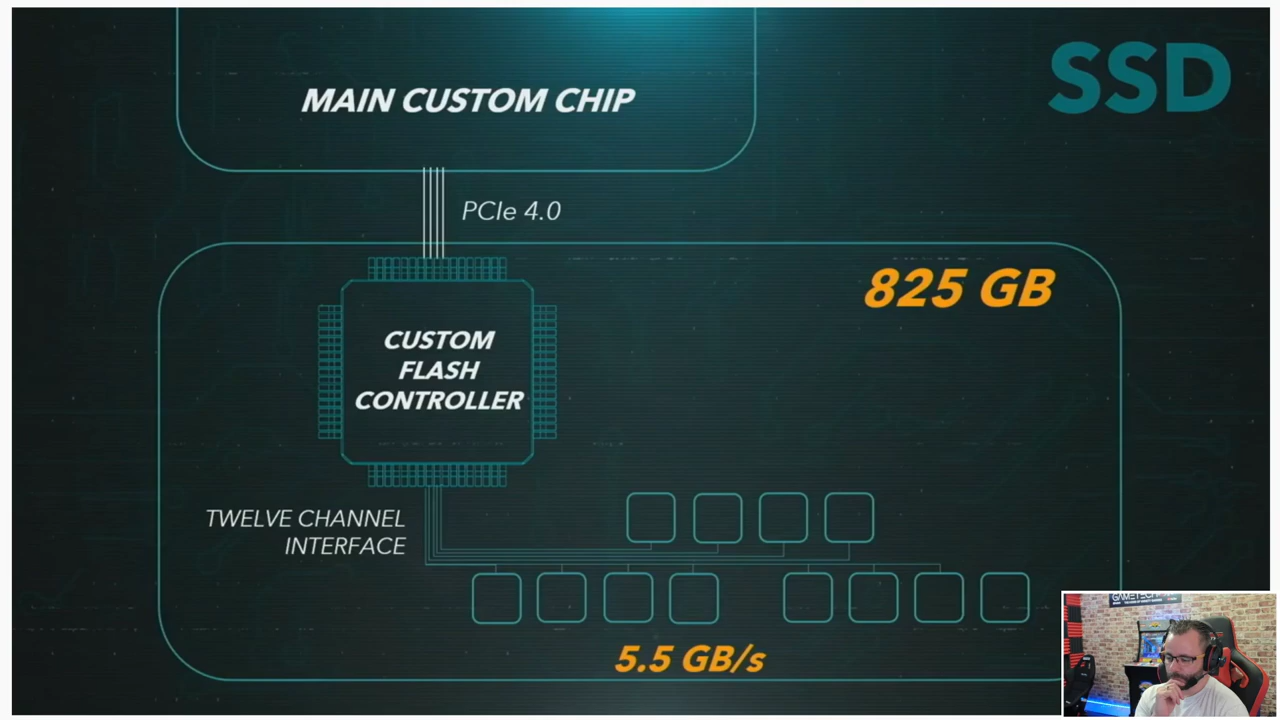 SSD
MAIN CUSTOM CHIP
PCIe 4.0
825 GB
CUSTOM
FLASH
CONTROLLER
TWELVE CHANNEL
INTERFACE
5.5 GB/s